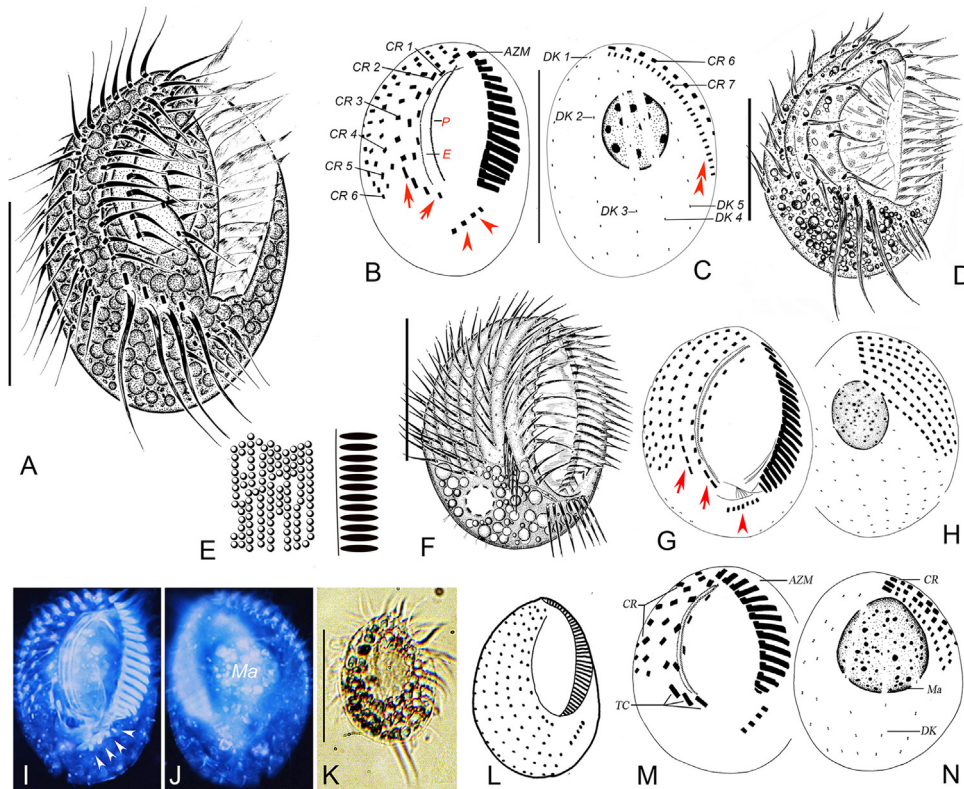 A
CR 1
CR 2
CR 3
CR 4
CR 5
CR 6
AZM
P
E
B
DK 1
DK 2
DK 3
CR 6
CR 7
DK 5
DK 4
C
D
E
F
G
H
I
Ma
J
K
L
CR
AZM
TC
M
CR
Ma
DK
N